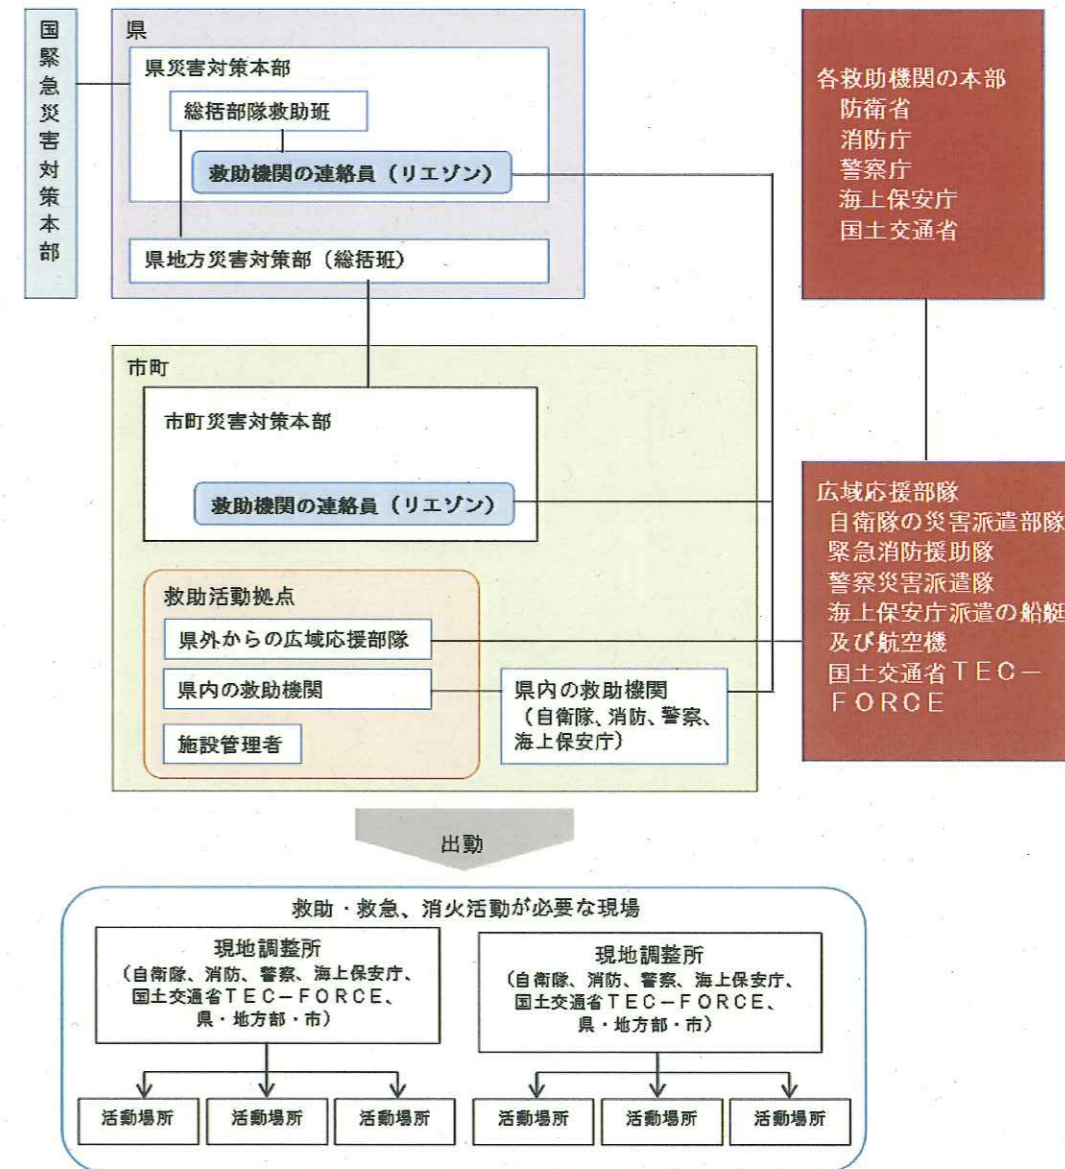 国緊急災害対策本部
県
県災害対策本部
総括部隊救助班
救助機関の連絡員（リエゾン）
県地方災害対策部（総括班）
各救助機関の本部
防衛省
消防庁
警察庁
海上保安庁
国土交通省
市町
市町災害対策本部
救助機関の連絡員（リエゾン）
救助活動拠点
県外からの広域応援部隊
県内の救助機関
施設管理者
県内の救助機関
（自衛隊、消防、警察、
海上保安庁）
広域応援部隊
自衛隊の災害派遣部隊
緊急消防援助隊
警察災害派遣隊
海上保安庁派遣の船艇
及び航空機
国土交通省ＴＥＣ－
ＦＯＲＣＥ
出動
救助・救急、消火活動が必要な現場
現地調整所
（自衛隊、消防、警察、海上保安庁、
国土交通省ＴＥＣ－ＦＯＲＣＥ、
県・地方部・市）
現地調整所
（自衛隊、消防、警察、海上保安庁、
国土交通省ＴＥＣ－ＦＯＲＣＥ、
県・地方部・市）
活動場所
活動場所
活動場所
活動場所
活動場所
活動場所